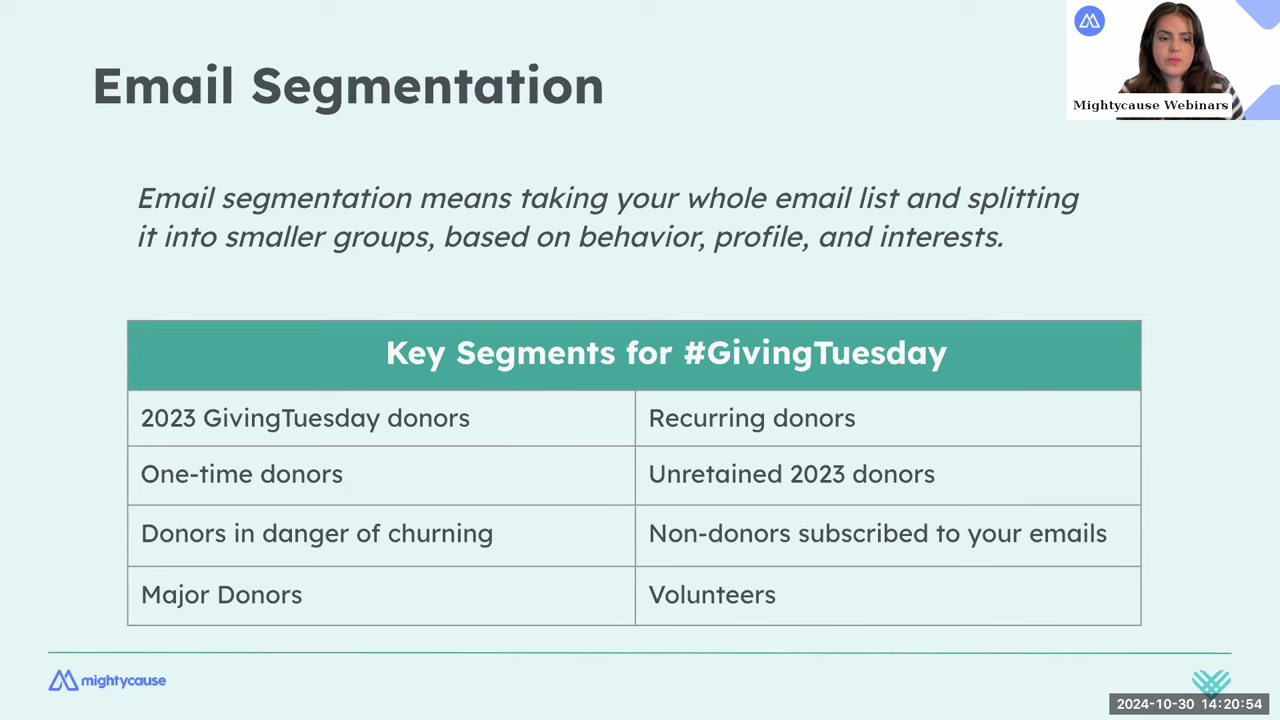 Email Segmentation
Mightycause Webinars
Email segmentation means taking your whole email list and splitting
it into smaller groups, based on behavior, profile, and interests.
Key Segments for #GivingTuesday
2023 GivingTuesday donors
Recurring donors
One-time donors
Unretained 2023 donors
Donors in danger of churning
Non-donors subscribed to your emails
Major Donors
Volunteers
mightycause
2024-10-30 14:20:54